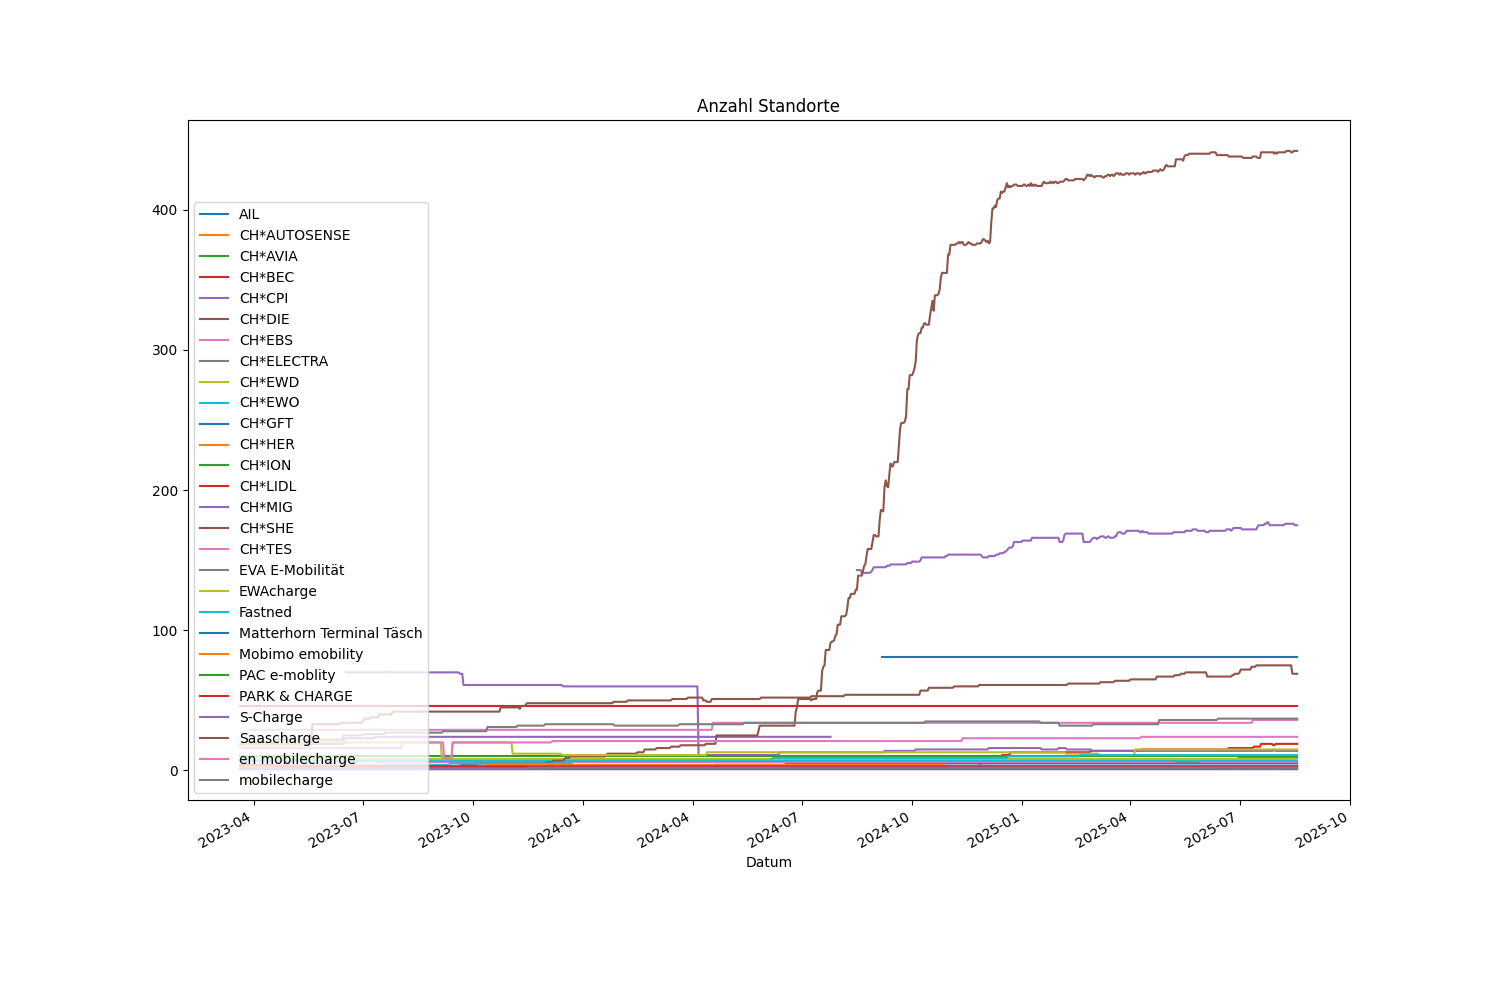 Anzahl Standorte
400
300
200
100
0
AIL
CH*AUTOSENSE
CH*AVIA
CH*BEC
CH*CPI
CH*DIE
CH*EBS
CH*ELECTRA
CH*EWD
CH*EWO
CH*GFT
CH*HER
CH*ION
CH*LIDL
CH*MIG
CH*SHE
CH*TES
EVA E-Mobilität
EWAcharge
Fastned
Matterhorn Terminal Täsch
Mobimo emobility
PAC e-moblity
PARK & CHARGE
S-Charge
Saascharge
en mobilecharge
mobilecharge
2023-04
2023-07
2023-10
2024-01
2024-04
2024-07
2024-10
2025-01
2025-04
2025-07
2025-10
Datum